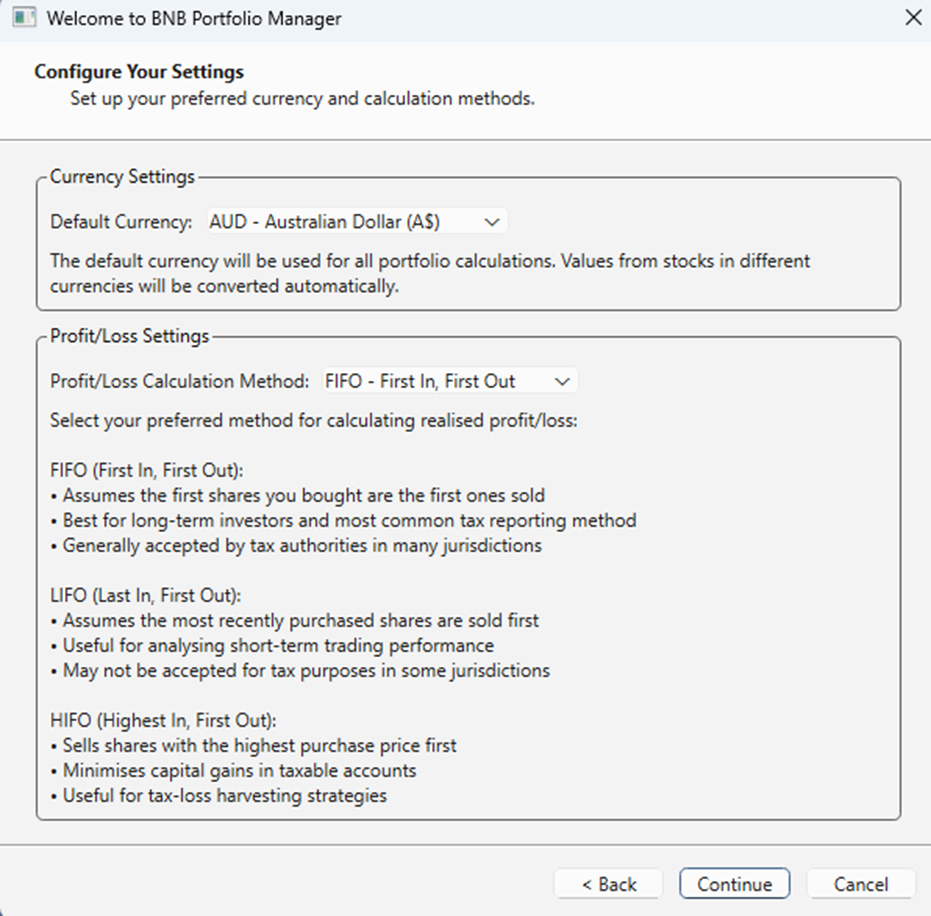 Welcome to BNB Portfolio Manager
Configure Your Settings
Set up your preferred currency and calculation methods.
Currency Settings
Default Currency: AUD - Australian Dollar (A$)
The default currency will be used for all portfolio calculations. Values from stocks in different
currencies will be converted automatically.
Profit/Loss Settings
Profit/Loss Calculation Method: FIFO - First In, First Out
Select your preferred method for calculating realised profit/loss:
FIFO (First In, First Out):
• Assumes the first shares you bought are the first ones sold
• Best for long-term investors and most common tax reporting method
• Generally accepted by tax authorities in many jurisdictions
LIFO (Last In, First Out):
• Assumes the most recently purchased shares are sold first
• Useful for analysing short-term trading performance
• May not be accepted for tax purposes in some jurisdictions
HIFO (Highest In, First Out):
• Sells shares with the highest purchase price first
• Minimises capital gains in taxable accounts
• Useful for tax-loss harvesting strategies
< Back Continue Cancel